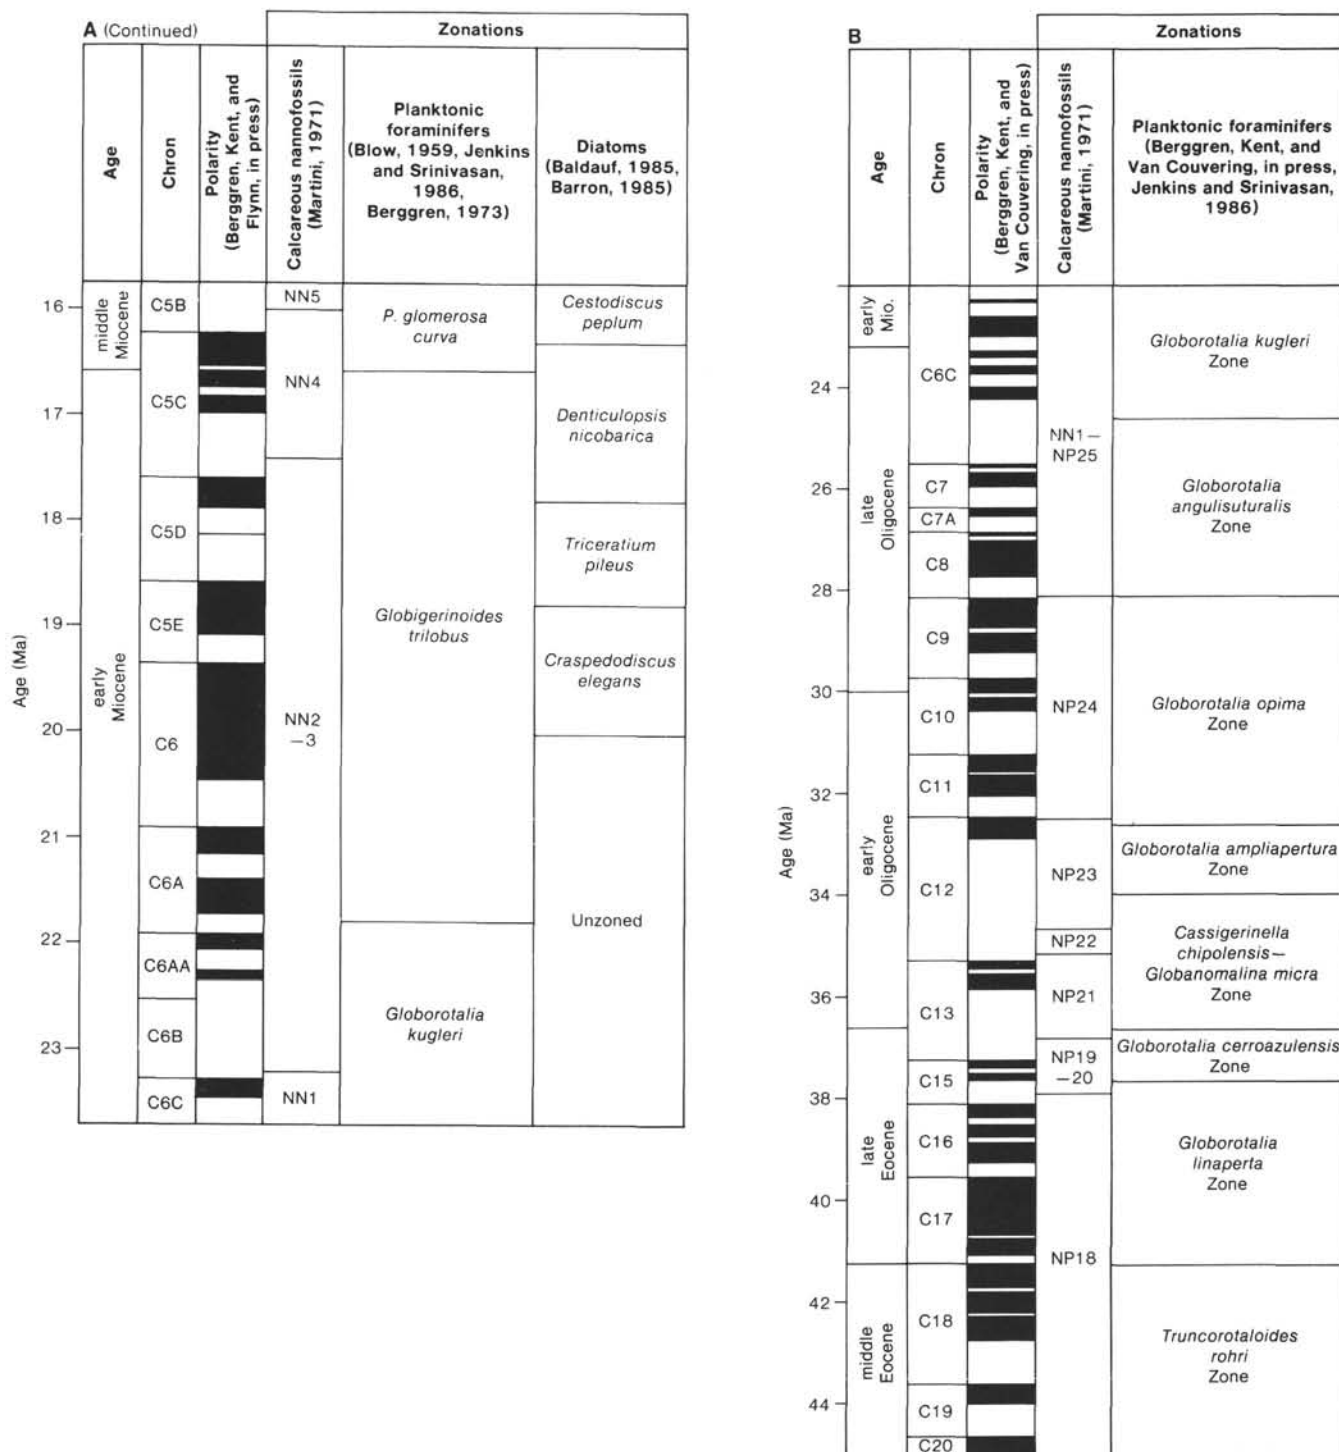 A (Continued)
Zonations
Age
Chron
Polarity
(Berggren, Kent, and
Flynn, in press)
Calcareous nannofossils
(Martini, 1971)
Planktonic
foraminifers
(Blow, 1959, Jenkins
and Srinivasan,
1986,
Berggren, 1973)
Diatoms
(Baldauf, 1985,
Barron, 1985)
Age (Ma)
16
17
18
19
20
21
22
23
middle
Miocene
early
Miocene
C5B
C5C
C5D
C5E
C6
C6A
C6AA
C6B
C6C
NN5
NN4
NN2
–3
NN1
P. glomerosa
curva
Globigerinoides
trilobus
Globorotalia
kugleri
Cestodiscus
peplum
Denticulopsis
nicobarica
Triceratium
pileus
Craspedodiscus
elegans
Unzoned
B
Zonations
Age
Chron
Polarity
(Berggren, Kent, and
Van Couvering, in press)
Calcareous nannofossils
(Martini, 1971)
Planktonic foraminifers
(Berggren, Kent, and
Van Couvering, in press,
Jenkins and Srinivasan,
1986)
Age (Ma)
24
26
28
30
32
34
36
38
40
42
44
early
Mio.
late
Oligocene
early
Oligocene
late
Eocene
middle
Eocene
C6C
C7
C7A
C8
C9
C10
C11
C12
C13
C15
C16
C17
C18
C19
C20
NN1–
NP25
NP24
NP23
NP22
NP21
NP19
–20
NP18
Globorotalia kugleri
Zone
Globorotalia
angulisuturalis
Zone
Globorotalia opima
Zone
Globorotalia ampliapertura
Zone
Cassigerinella
chipolensis–
Globanomalina micra
Zone
Globorotalia cerroazulensis
Zone
Globorotalia
linaperta
Zone
Truncorotaloides
rohri
Zone